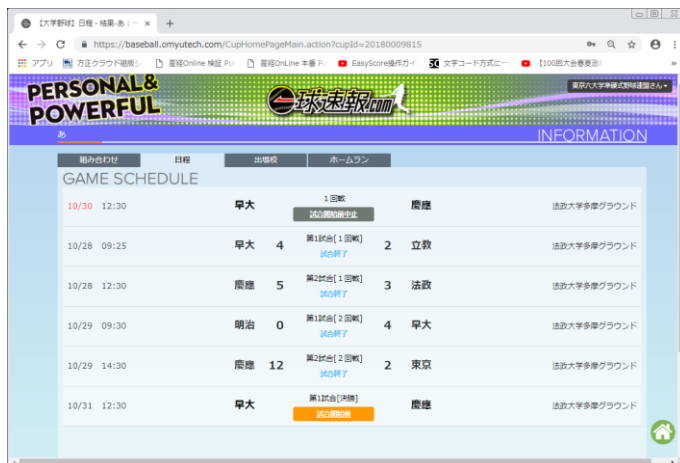 【大学野球】日程・結果-あ：一
https://baseball.omyutech.com/CupHomePageMain.action?cupId=20180009815
アプリ 方正クラウド組版 産経Online 検証 産経OnLine 本番 EasyScore操作ガイ 文字コード方式に 【100回大会春夏連
PERSONAL&
POWERFUL
一球速報.com
東京六大学準硬式野球連盟さん
あ
INFORMATION
組み合わせ 日程 出場校 ホームラン
GAME SCHEDULE
10/30 12:30 早大 1回戦 慶應 法政大学多摩グラウンド
試合開始前中止
10/28 09:25 早大 4 第1試合[1回戦] 2 立教 法政大学多摩グラウンド
試合終了
10/28 12:30 慶應 5 第2試合[1回戦] 3 法政 法政大学多摩グラウンド
試合終了
10/29 09:30 明治 0 第1試合[2回戦] 4 早大 法政大学多摩グラウンド
試合終了
10/29 14:30 慶應 12 第2試合[2回戦] 2 東京 法政大学多摩グラウンド
試合終了
10/31 12:30 早大 第1試合[決勝] 慶應 法政大学多摩グラウンド
試合開始前